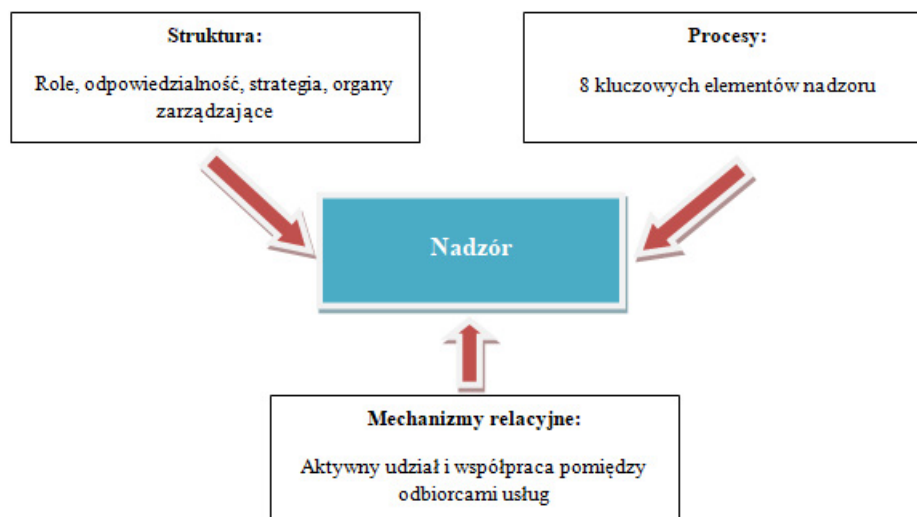 Struktura:
Role, odpowiedzialność, strategia, organy
zarządzające
Procesy:
8 kluczowych elementów nadzoru
Nadzór
Mechanizmy relacyjne:
Aktywny udział i współpraca pomiędzy
odbiorcami usług